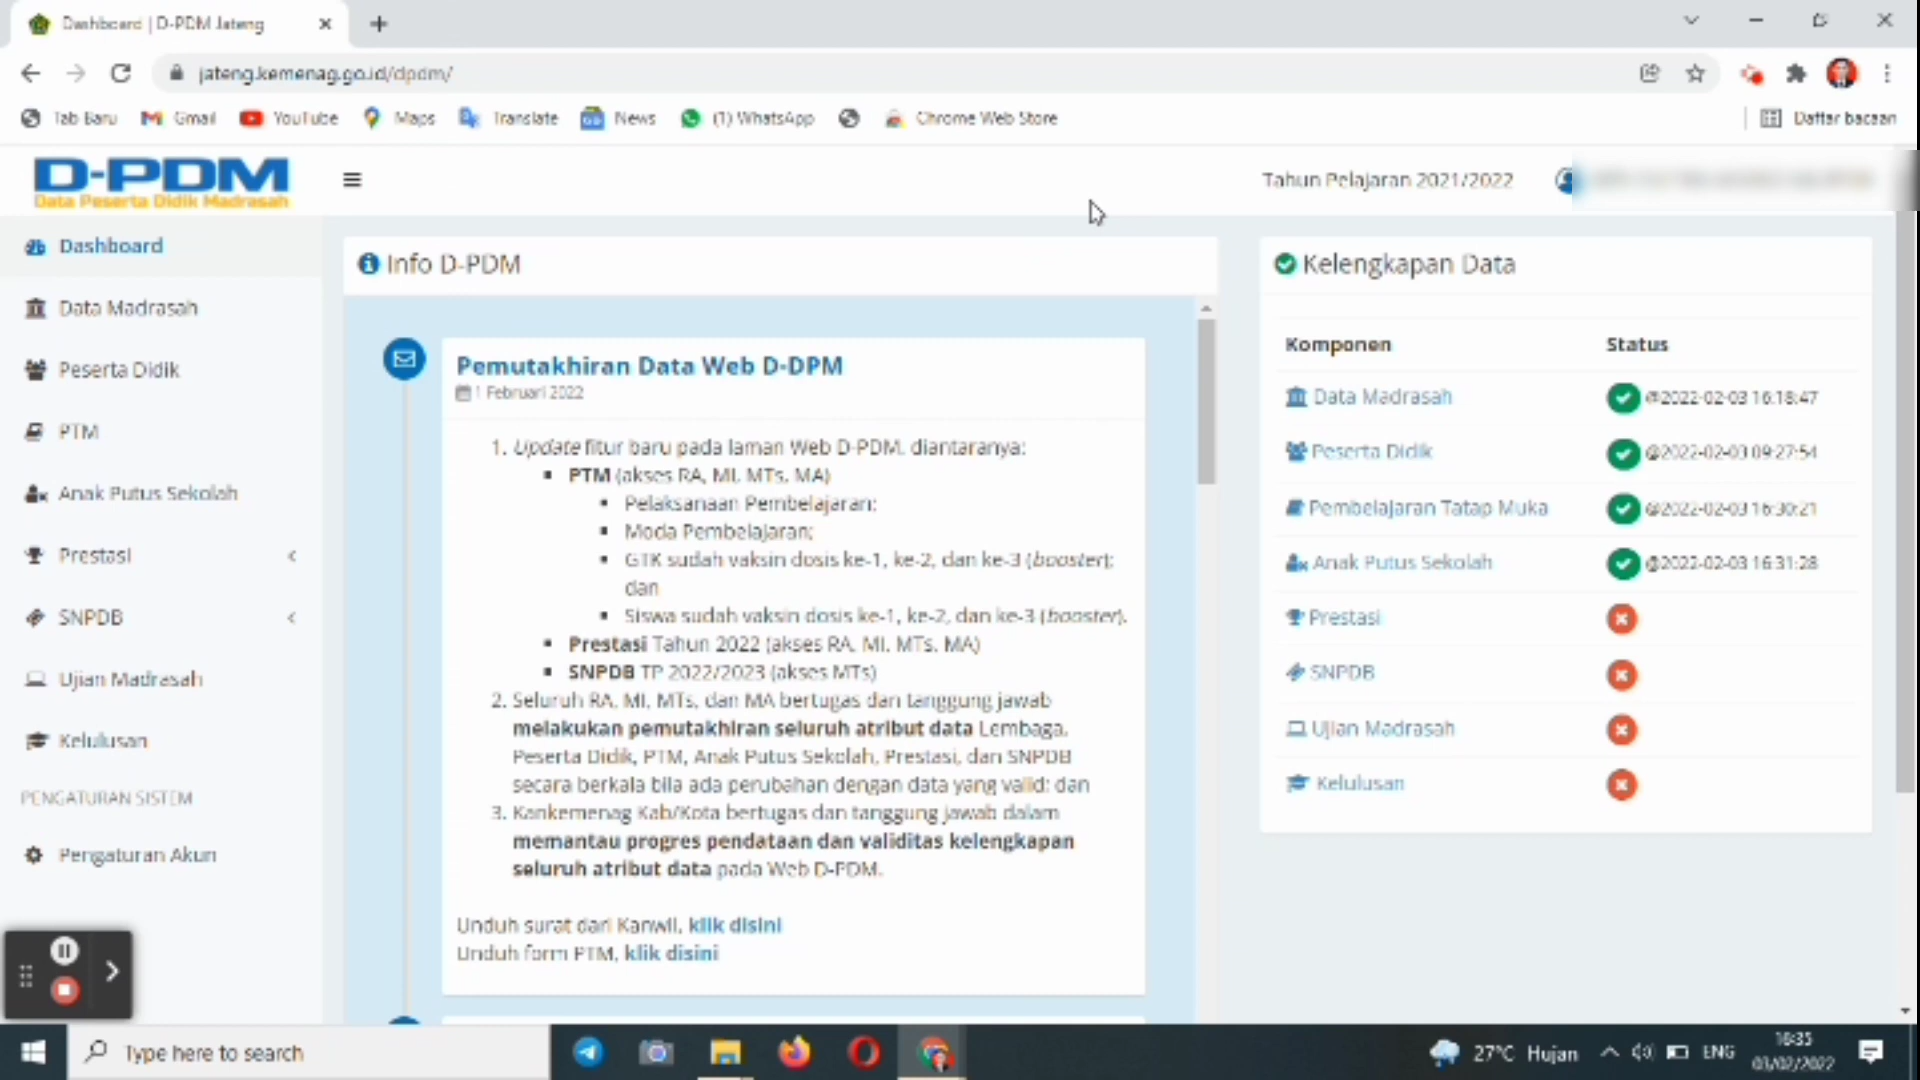 Dashboard | D-PDM Jateng
jateng.kemenag.go.id/dpdm/
Tab Baru
Gmail
YouTube
Maps
Translate
News
(1) WhatsApp
Chrome Web Store
Daftar bacaan
D-PDM
Data Peserta Didik Madrasah
Tahun Pelajaran 2021/2022
Dashboard
Data Madrasah
Peserta Didik
PTM
Anak Putus Sekolah
Prestasi
SNPDB
Ujian Madrasah
Kelulusan
PENGATURAN SISTEM
Pengaturan Akun
Info D-PDM
Pemutakhiran Data Web D-DPM
1 Februari 2022
1. Update fitur baru pada laman Web D-PDM, diantaranya:
▪ PTM (akses RA, MI, MTs, MA)
▪ Pelaksanaan Pembelajaran;
▪ Moda Pembelajaran;
▪ GTK sudah vaksin dosis ke-1, ke-2, dan ke-3 (booster);
dan
▪ Siswa sudah vaksin dosis ke-1, ke-2, dan ke-3 (booster).
▪ Prestasi Tahun 2022 (akses RA, MI, MTs, MA)
▪ SNPDB TP 2022/2023 (akses MTs)
2. Seluruh RA, MI, MTs, dan MA bertugas dan tanggung jawab
melakukan pemutakhiran seluruh atribut data Lembaga,
Peserta Didik, PTM, Anak Putus Sekolah, Prestasi, dan SNPDB
secara berkala bila ada perubahan dengan data yang valid; dan
3. Kankemenag Kab/Kota bertugas dan tanggung jawab dalam
memantau progres pendataan dan validitas kelengkapan
seluruh atribut data pada Web D-PDM.
Unduh surat dari Kanwil, klik disini
Unduh form PTM, klik disini
Kelengkapan Data
Komponen Status
Data Madrasah @2022-02-03 16:18:47
Peserta Didik @2022-02-03 09:27:54
Pembelajaran Tatap Muka @2022-02-03 16:30:21
Anak Putus Sekolah @2022-02-03 16:31:28
Prestasi
SNPDB
Ujian Madrasah
Kelulusan
Type here to search
27°C Hujan
ENG
16:35
03/02/2022